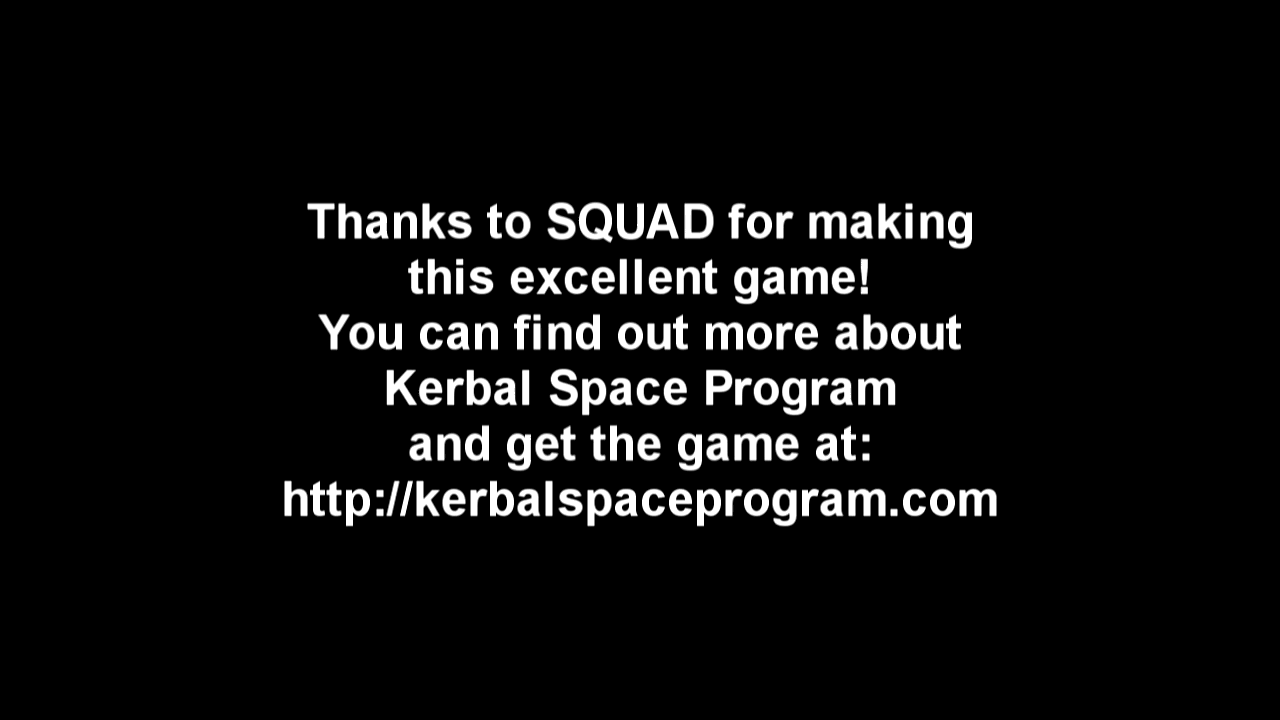 Thanks to SQUAD for making
this excellent game!
You can find out more about
Kerbal Space Program
and get the game at:
http://kerbalspaceprogram.com